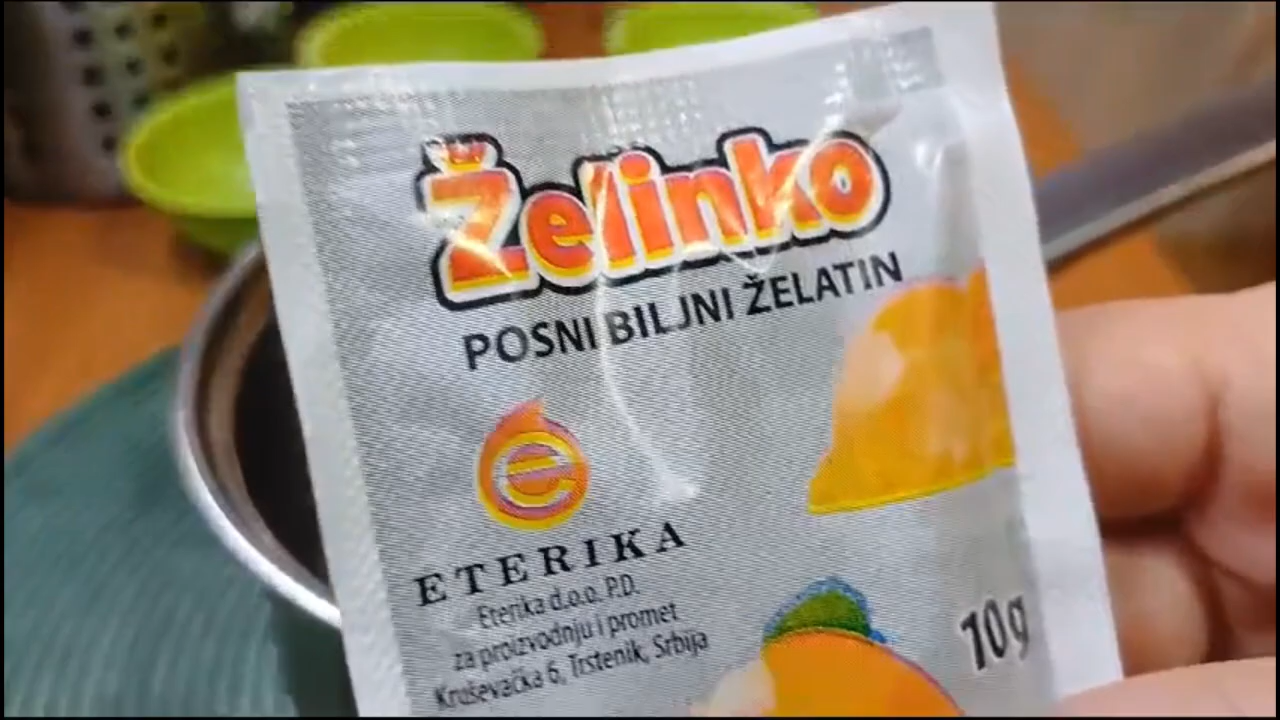 Želinko
POSNI BILJNI ŽELATIN
e
ETERIKA
Eterika d.o.o. P.D.
za proizvodnju i promet
Kruševačka 6, Trstenik, Srbija
10g